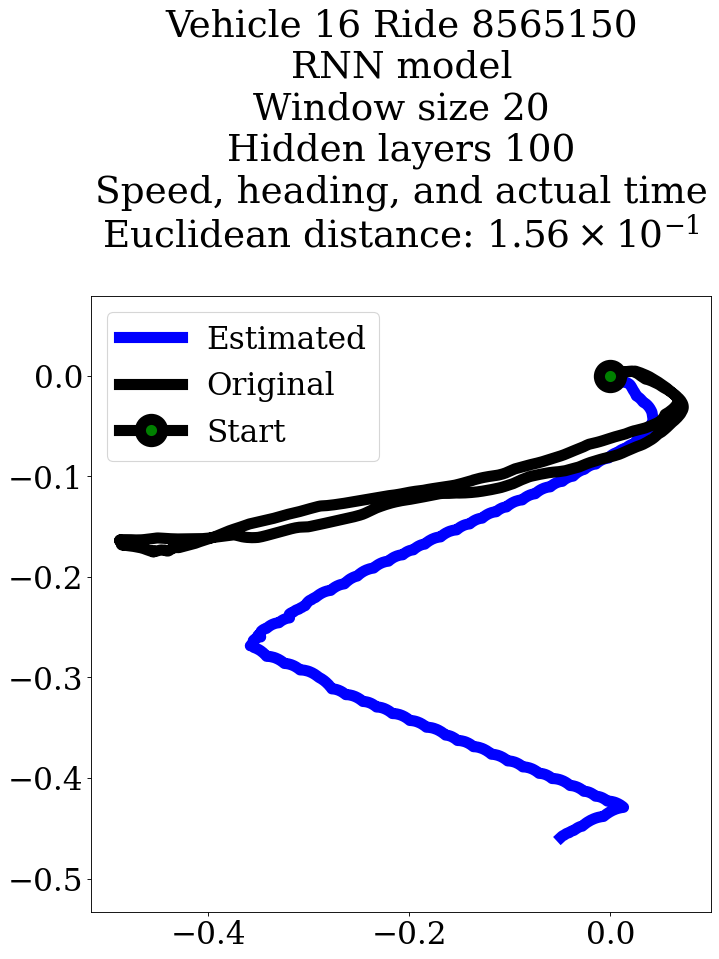 Vehicle 16 Ride 8565150
RNN model
Window size 20
Hidden layers 100
Speed, heading, and actual time
Euclidean distance: 1.56 × 10⁻¹
Estimated
Original
Start
0.0
−0.1
−0.2
−0.3
−0.4
−0.5
−0.4
−0.2
0.0